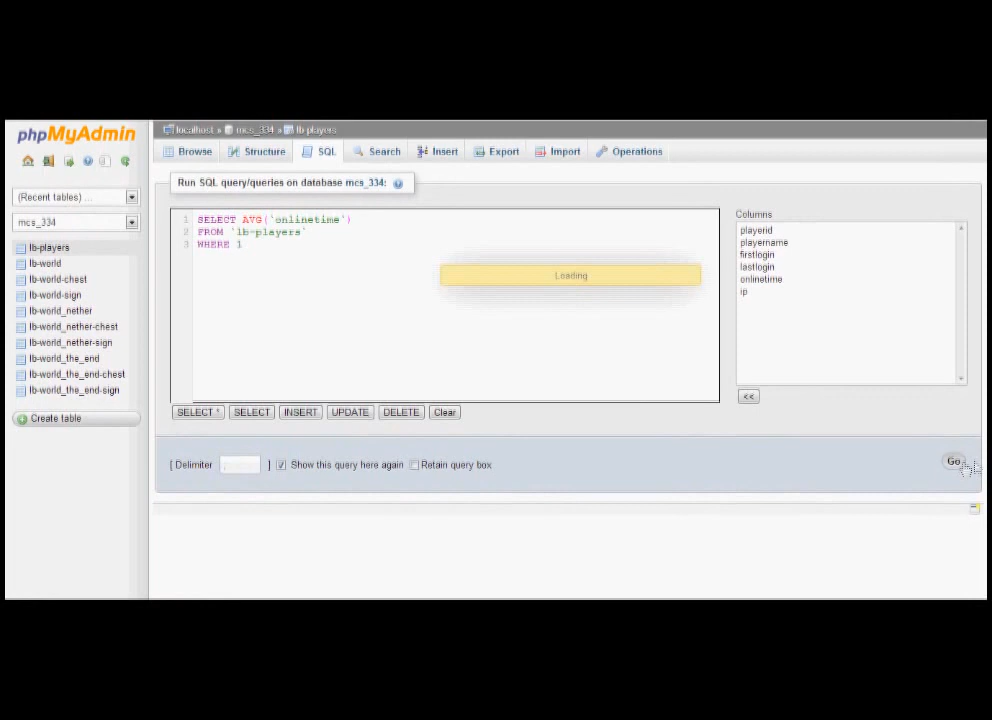 phpMyAdmin
localhost » mcs_334 » lb-players
Browse Structure SQL Search Insert Export Import Operations
(Recent tables) ...
mcs_334
lb-players
lb-world
lb-world-chest
lb-world-sign
lb-world_nether
lb-world_nether-chest
lb-world_nether-sign
lb-world_the_end
lb-world_the_end-chest
lb-world_the_end-sign
Create table
Run SQL query/queries on database mcs_334:
1 SELECT AVG(`onlinetime`)
2 FROM `lb-players`
3 WHERE 1
Loading
Columns
playerid
playername
firstlogin
lastlogin
onlinetime
ip
<<
SELECT * SELECT INSERT UPDATE DELETE Clear
[ Delimiter ; ] Show this query here again Retain query box
Go